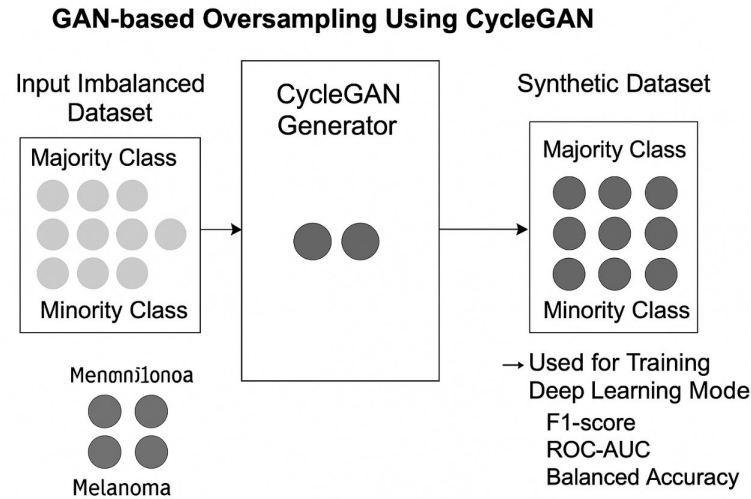 GAN-based Oversampling Using CycleGAN
Input Imbalanced
Dataset
Majority Class
Minority Class
Melanoma
CycleGAN
Generator
Synthetic Dataset
Majority Class
Minority Class
→ Used for Training
Deep Learning Mode
F1-score
ROC-AUC
Balanced Accuracy